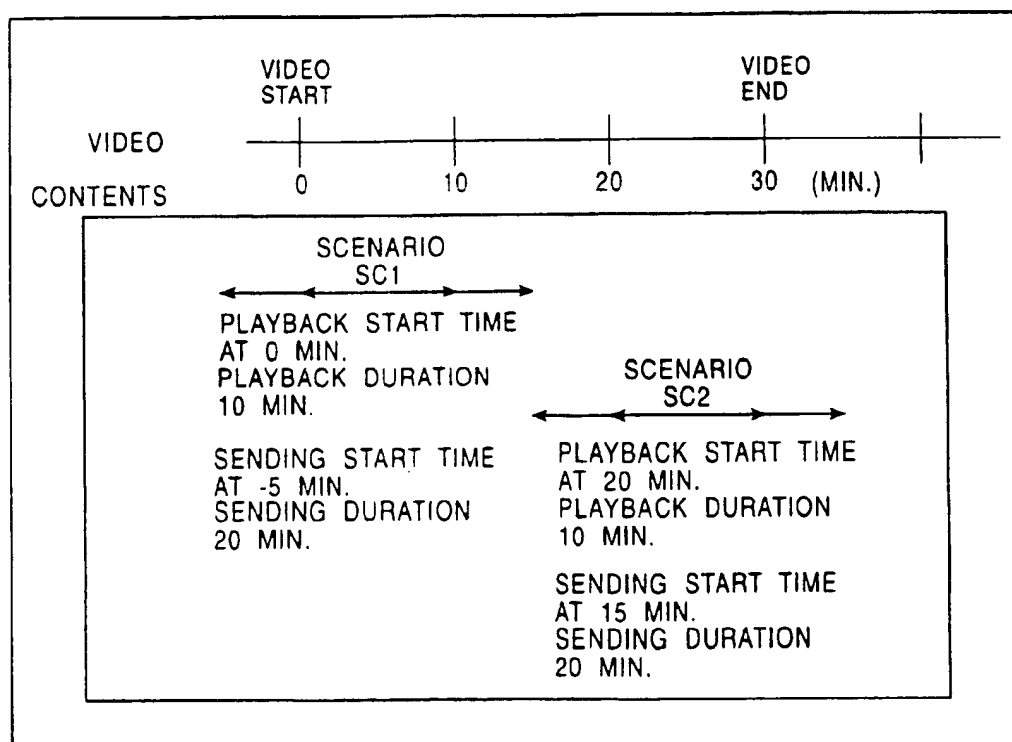 VIDEO
START
VIDEO
END
VIDEO
0 10 20 30 (MIN.)
CONTENTS
SCENARIO
SC1
PLAYBACK START TIME
AT 0 MIN.
PLAYBACK DURATION
10 MIN.
SENDING START TIME
AT -5 MIN.
SENDING DURATION
20 MIN.
SCENARIO
SC2
PLAYBACK START TIME
AT 20 MIN.
PLAYBACK DURATION
10 MIN.
SENDING START TIME
AT 15 MIN.
SENDING DURATION
20 MIN.